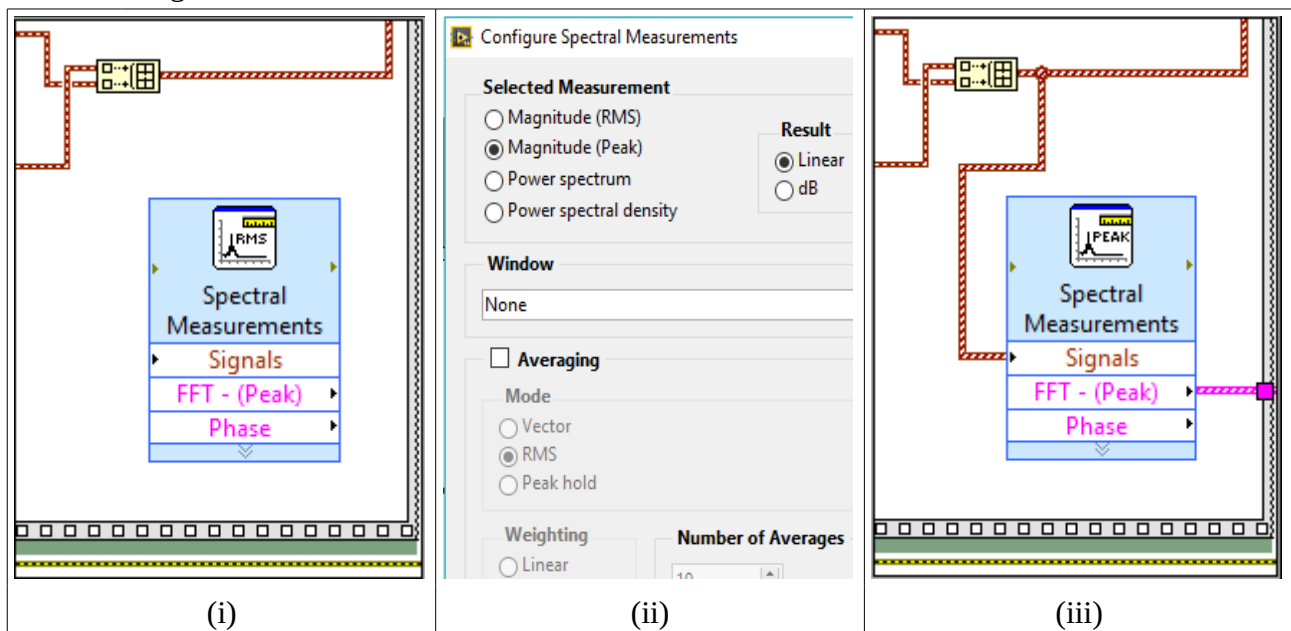 RMS
Spectral
Measurements
Signals
FFT - (Peak)
Phase
(i)
Configure Spectral Measurements
Selected Measurement
Magnitude (RMS)
Magnitude (Peak)
Power spectrum
Power spectral density
Result
Linear
dB
Window
None
Averaging
Mode
Vector
RMS
Peak hold
Weighting
Linear
Number of Averages
10
(ii)
PEAK
Spectral
Measurements
Signals
FFT - (Peak)
Phase
(iii)